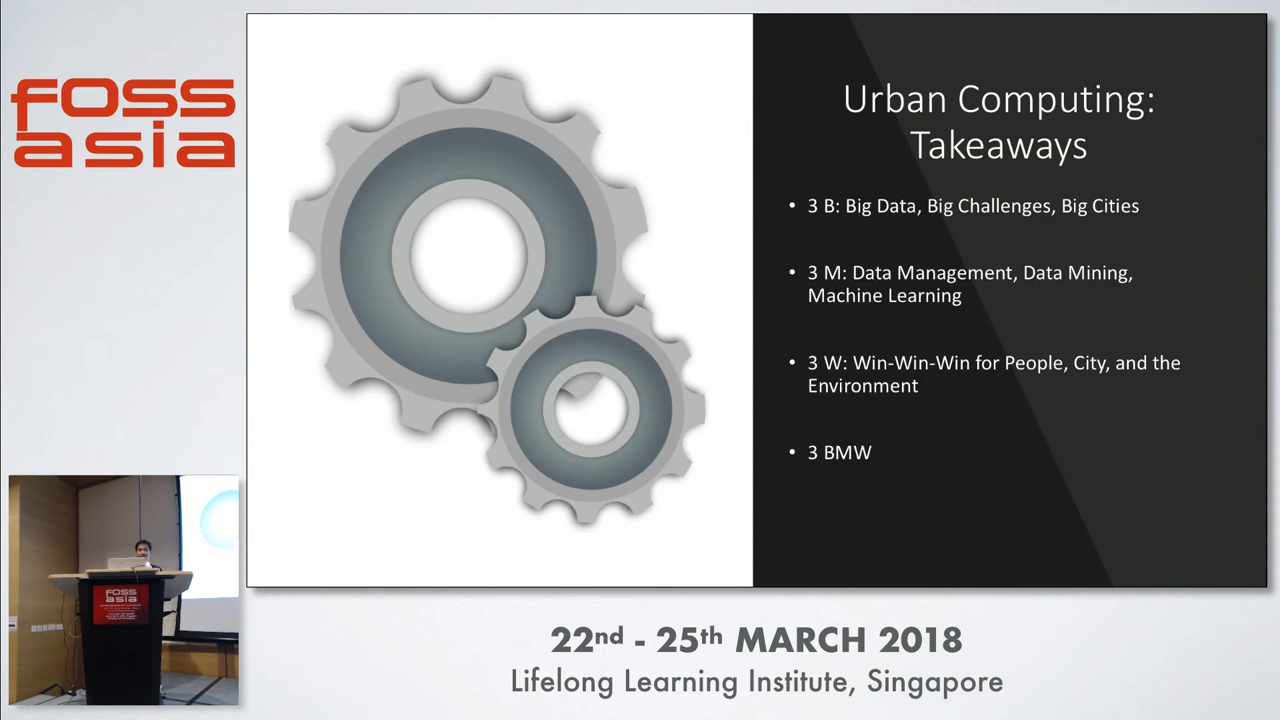 foss
asia
Urban Computing:
Takeaways
• 3 B: Big Data, Big Challenges, Big Cities
• 3 M: Data Management, Data Mining,
Machine Learning
• 3 W: Win-Win-Win for People, City, and the
Environment
• 3 BMW
foss
asia
22nd - 25th MARCH 2018
Lifelong Learning Institute, Singapore